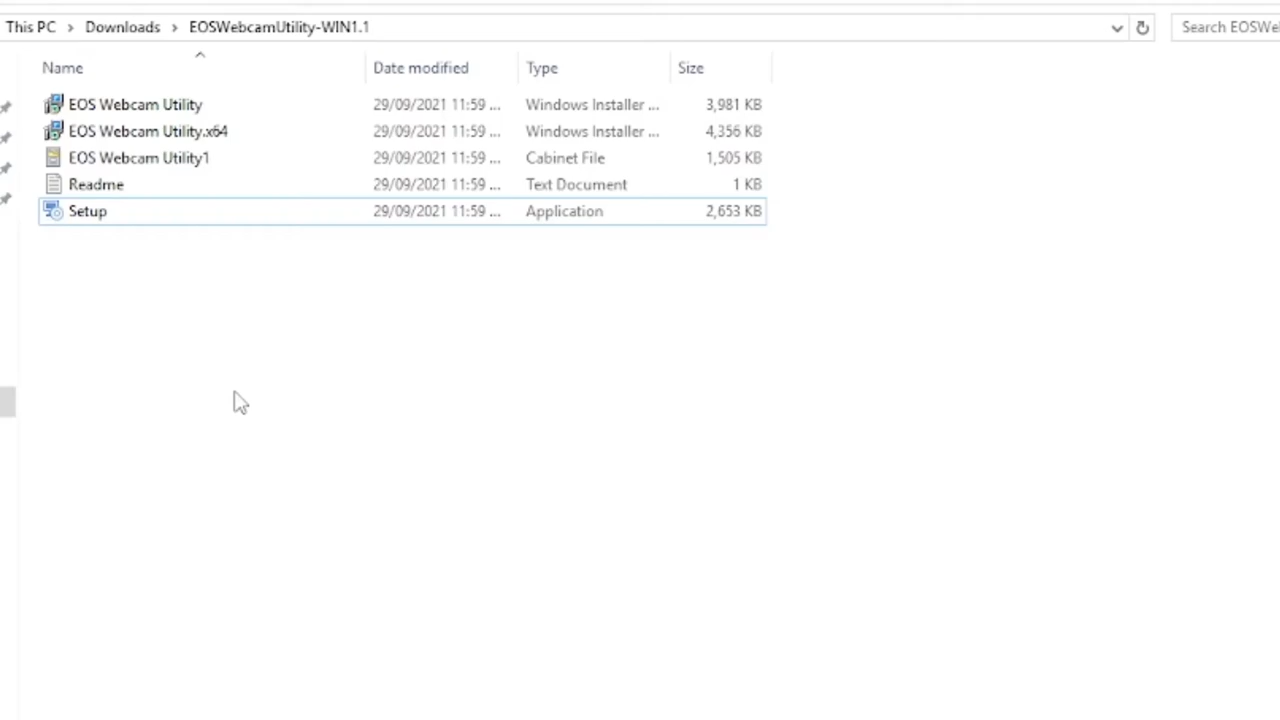 This PC > Downloads > EOSWebcamUtility-WIN1.1 Search EOSWe
Name Date modified Type Size
EOS Webcam Utility 29/09/2021 11:59 ... Windows Installer ... 3,981 KB
EOS Webcam Utility.x64 29/09/2021 11:59 ... Windows Installer ... 4,356 KB
EOS Webcam Utility1 29/09/2021 11:59 ... Cabinet File 1,505 KB
Readme 29/09/2021 11:59 ... Text Document 1 KB
Setup 29/09/2021 11:59 ... Application 2,653 KB